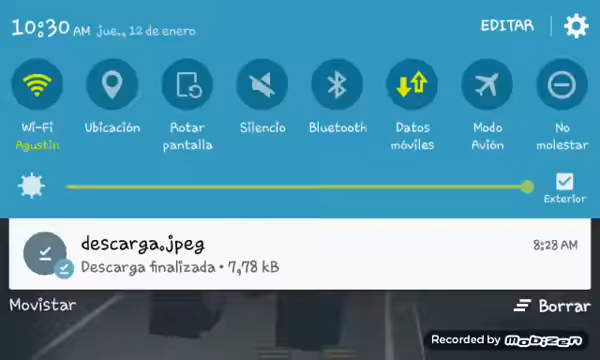 10:30 AM jue., 12 de enero
EDITAR
Wi-Fi
Agustin
Ubicación
Rotar
pantalla
Silencio
Bluetooth
Datos
móviles
Modo
Avión
No
molestar
Exterior
descarga.jpeg
8:28 AM
Descarga finalizada • 7,78 kB
Movistar
Borrar
Recorded by mobizen